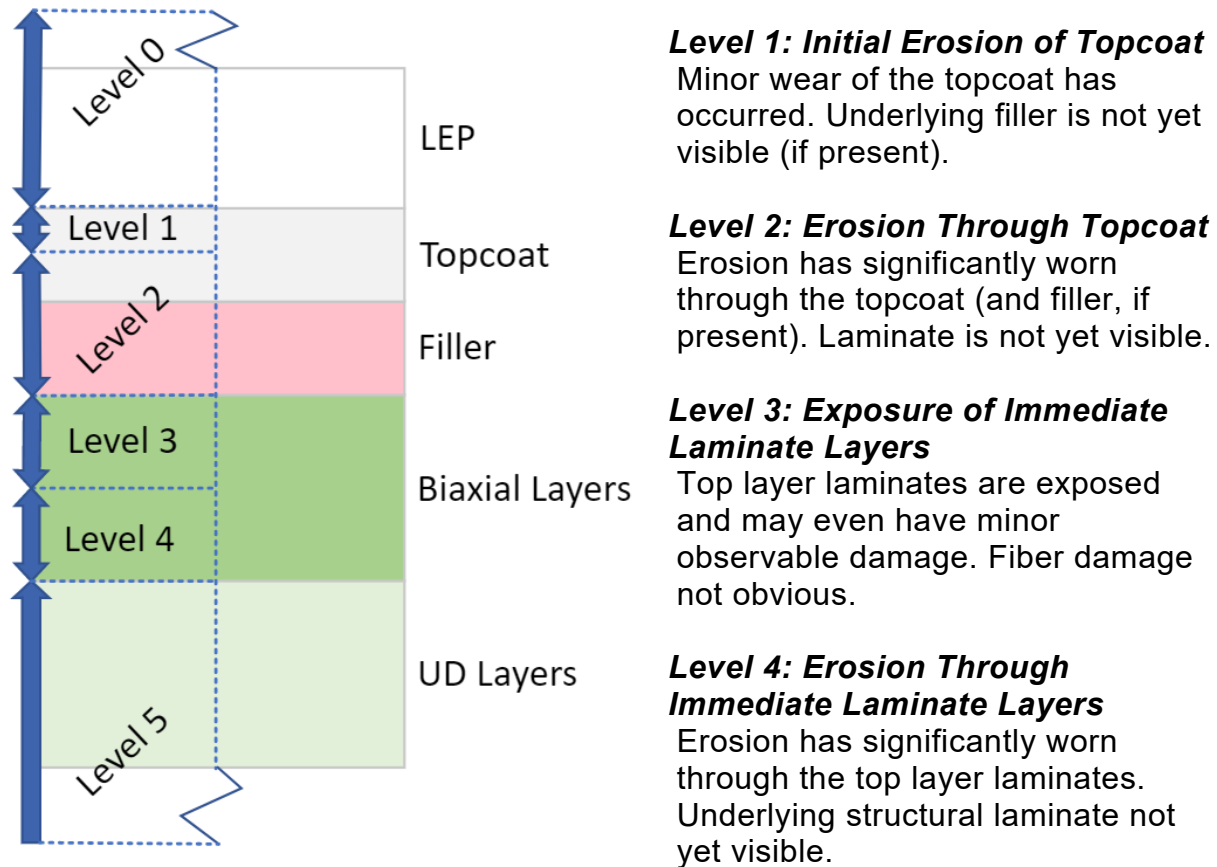 Level 0
LEP
Level 1
Topcoat
Level 2
Filler
Level 3
Biaxial Layers
Level 4
UD Layers
Level 5
Level 1: Initial Erosion of Topcoat
Minor wear of the topcoat has
occurred. Underlying filler is not yet
visible (if present).
Level 2: Erosion Through Topcoat
Erosion has significantly worn
through the topcoat (and filler, if
present). Laminate is not yet visible.
Level 3: Exposure of Immediate
Laminate Layers
Top layer laminates are exposed
and may even have minor
observable damage. Fiber damage
not obvious.
Level 4: Erosion Through
Immediate Laminate Layers
Erosion has significantly worn
through the top layer laminates.
Underlying structural laminate not
yet visible.